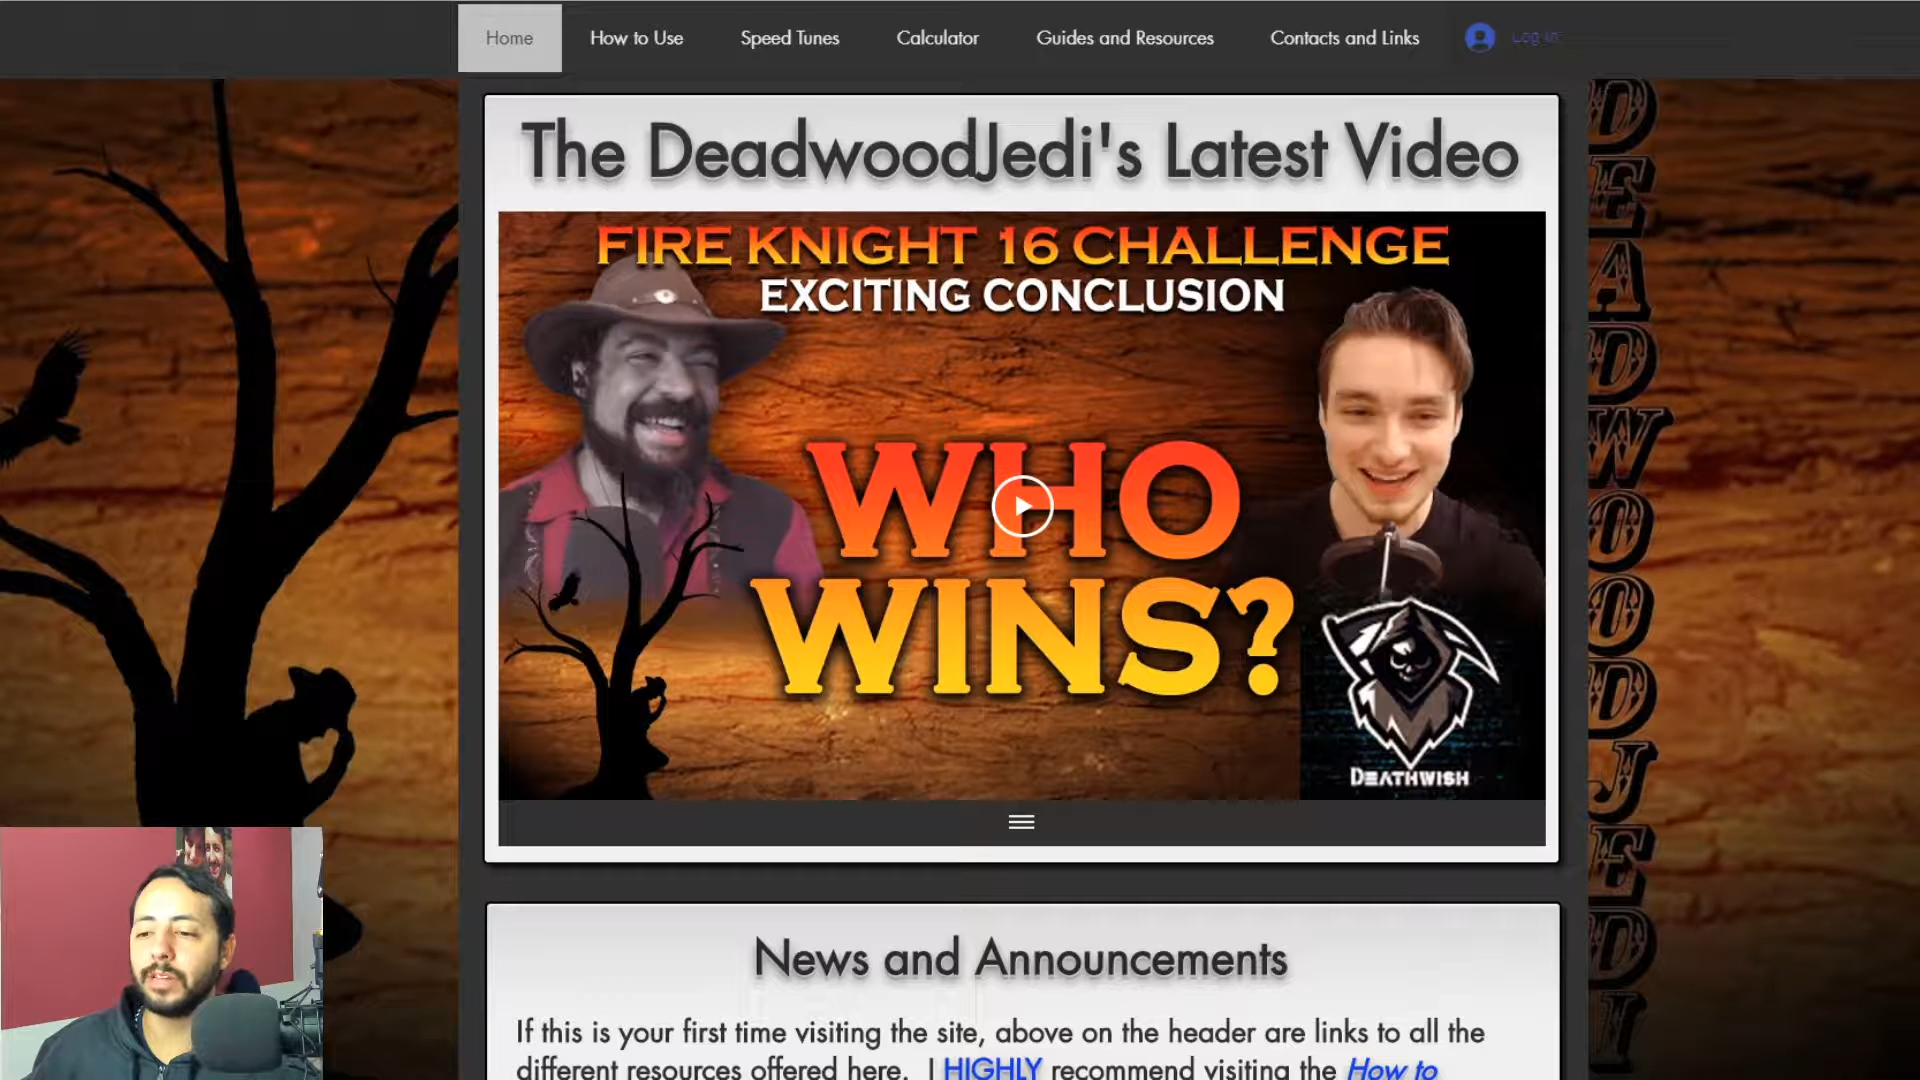 Home
How to Use
Speed Tunes
Calculator
Guides and Resources
Contacts and Links
Log In
The DeadwoodJedi's Latest Video
FIRE KNIGHT 16 CHALLENGE
EXCITING CONCLUSION
WHO
WINS?
DEATHWISH
DEADWOODJEDI
News and Announcements
If this is your first time visiting the site, above on the header are links to all the
different resources offered here. I HIGHLY recommend visiting the How to